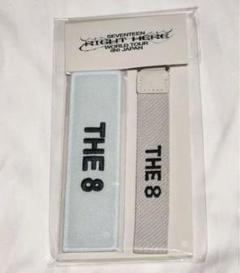 SEVENTEEN
RIGHT HERE
WORLD TOUR
IN JAPAN
THE 8
THE 8